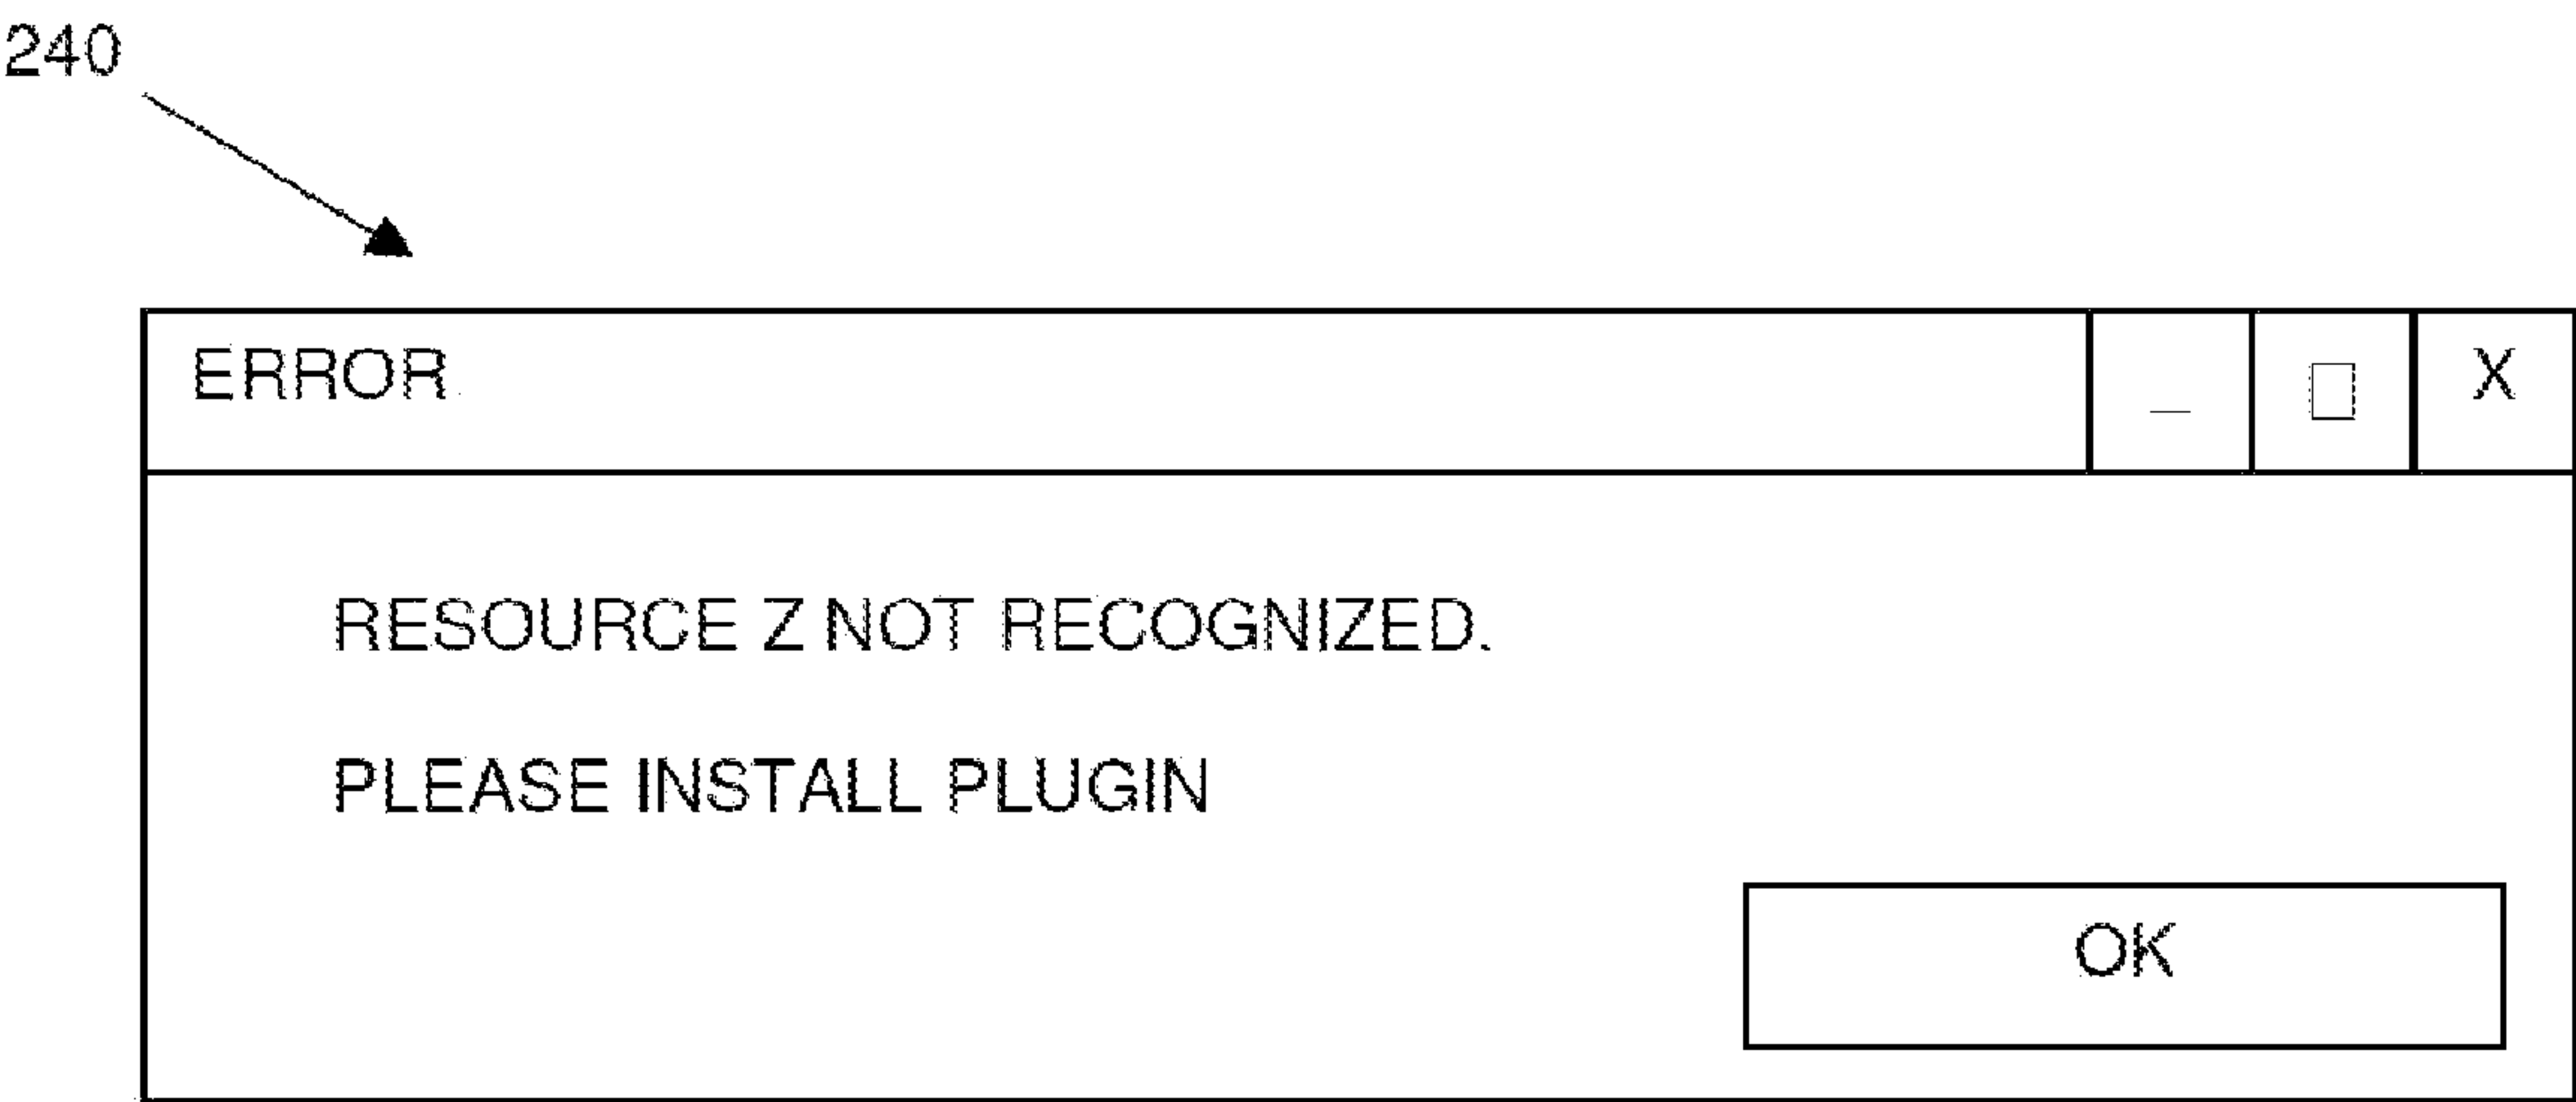 240
ERROR _ □ X
RESOURCE Z NOT RECOGNIZED.
PLEASE INSTALL PLUGIN
OK